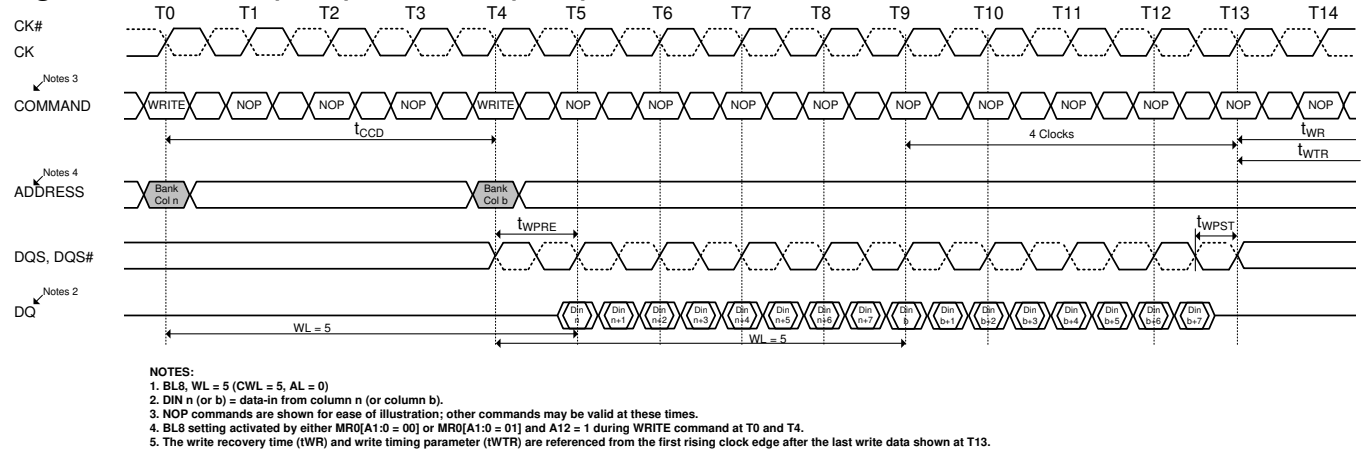 T0 T1 T2 T3 T4 T5 T6 T7 T8 T9 T10 T11 T12 T13 T14
CK#
CK
Notes 3
COMMAND WRITE NOP NOP NOP WRITE NOP NOP NOP NOP NOP NOP NOP NOP NOP NOP
tCCD 4 Clocks tWR
tWTR
Notes 4
ADDRESS Bank Col n Bank Col b
tWPRE tWPST
DQS, DQS#
Notes 2
DQ Din n Din n+1 Din n+2 Din n+3 Din n+4 Din n+5 Din n+6 Din n+7 Din b Din b+1 Din b+2 Din b+3 Din b+4 Din b+5 Din b+6 Din b+7
WL = 5 WL = 5
NOTES:
1. BL8, WL = 5 (CWL = 5, AL = 0)
2. DIN n (or b) = data-in from column n (or column b).
3. NOP commands are shown for ease of illustration; other commands may be valid at these times.
4. BL8 setting activated by either MR0[A1:0 = 00] or MR0[A1:0 = 01] and A12 = 1 during WRITE command at T0 and T4.
5. The write recovery time (tWR) and write timing parameter (tWTR) are referenced from the first rising clock edge after the last write data shown at T13.